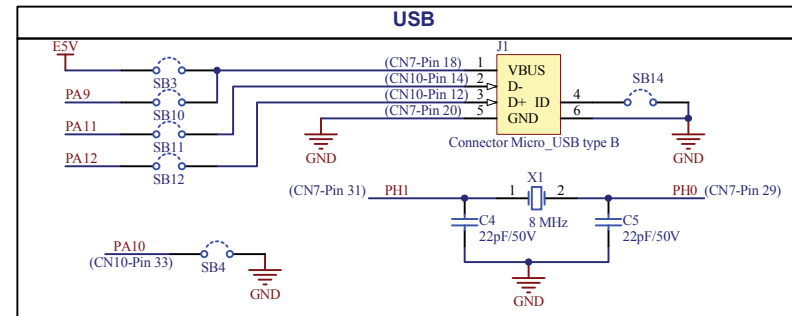 USB
E5V
J1
(CN7-Pin 18) 1 VBUS
SB3
(CN10-Pin 14) 2 D-
SB14
PA9
(CN10-Pin 12) 3 D+ ID 4
SB10
(CN7-Pin 20) 5 GND 6
PA11
SB11
Connector Micro_USB type B
PA12
GND
GND
SB12
X1
(CN7-Pin 31) PH1 1 2 PH0 (CN7-Pin 29)
C4 8 MHz C5
22pF/50V 22pF/50V
PA10
(CN10-Pin 33) SB4
GND
GND